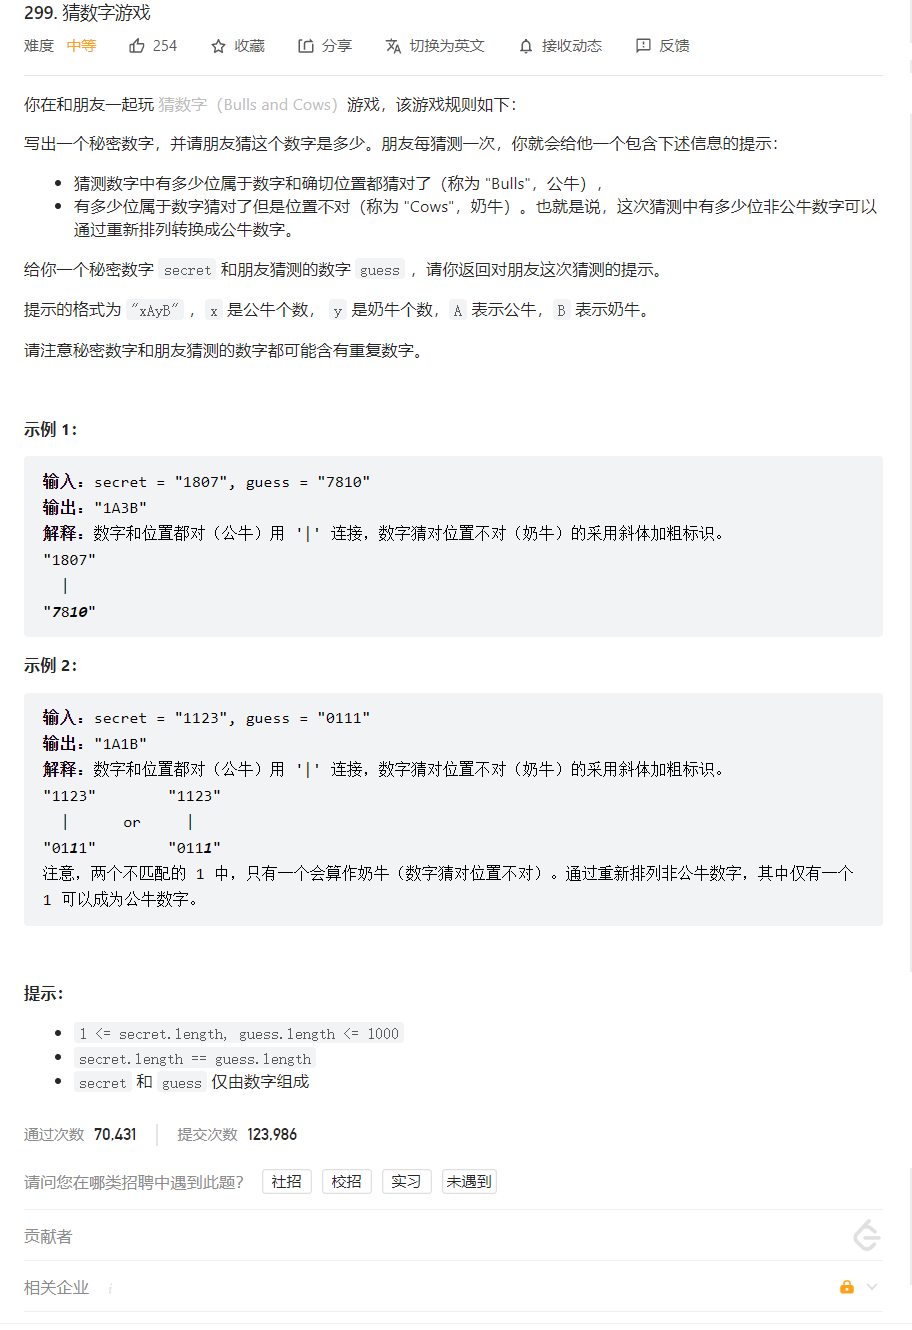 299. 猜数字游戏
难度 中等 254 收藏 分享 切换为英文 接收动态 反馈
你在和朋友一起玩 猜数字（Bulls and Cows）游戏，该游戏规则如下：
写出一个秘密数字，并请朋友猜这个数字是多少。朋友每猜测一次，你就会给他一个包含下述信息的提示：
• 猜测数字中有多少位属于数字和确切位置都猜对了（称为 "Bulls"，公牛），
• 有多少位属于数字猜对了但是位置不对（称为 "Cows"，奶牛）。也就是说，这次猜测中有多少位非公牛数字可以
通过重新排列转换成公牛数字。
给你一个秘密数字 secret 和朋友猜测的数字 guess ，请你返回对朋友这次猜测的提示。
提示的格式为 "xAyB" ，x 是公牛个数， y 是奶牛个数，A 表示公牛，B 表示奶牛。
请注意秘密数字和朋友猜测的数字都可能含有重复数字。
示例 1：
输入：secret = "1807", guess = "7810"
输出："1A3B"
解释：数字和位置都对（公牛）用 '|' 连接，数字猜对位置不对（奶牛）的采用斜体加粗标识。
"1807"
|
"7810"
示例 2：
输入：secret = "1123", guess = "0111"
输出："1A1B"
解释：数字和位置都对（公牛）用 '|' 连接，数字猜对位置不对（奶牛）的采用斜体加粗标识。
"1123" "1123"
| or |
"0111" "0111"
注意，两个不匹配的 1 中，只有一个会算作奶牛（数字猜对位置不对）。通过重新排列非公牛数字，其中仅有一个
1 可以成为公牛数字。
提示：
• 1 <= secret.length, guess.length <= 1000
• secret.length == guess.length
• secret 和 guess 仅由数字组成
通过次数 70,431 提交次数 123,986
请问您在哪类招聘中遇到此题？ 社招 校招 实习 未遇到
贡献者
相关企业 i